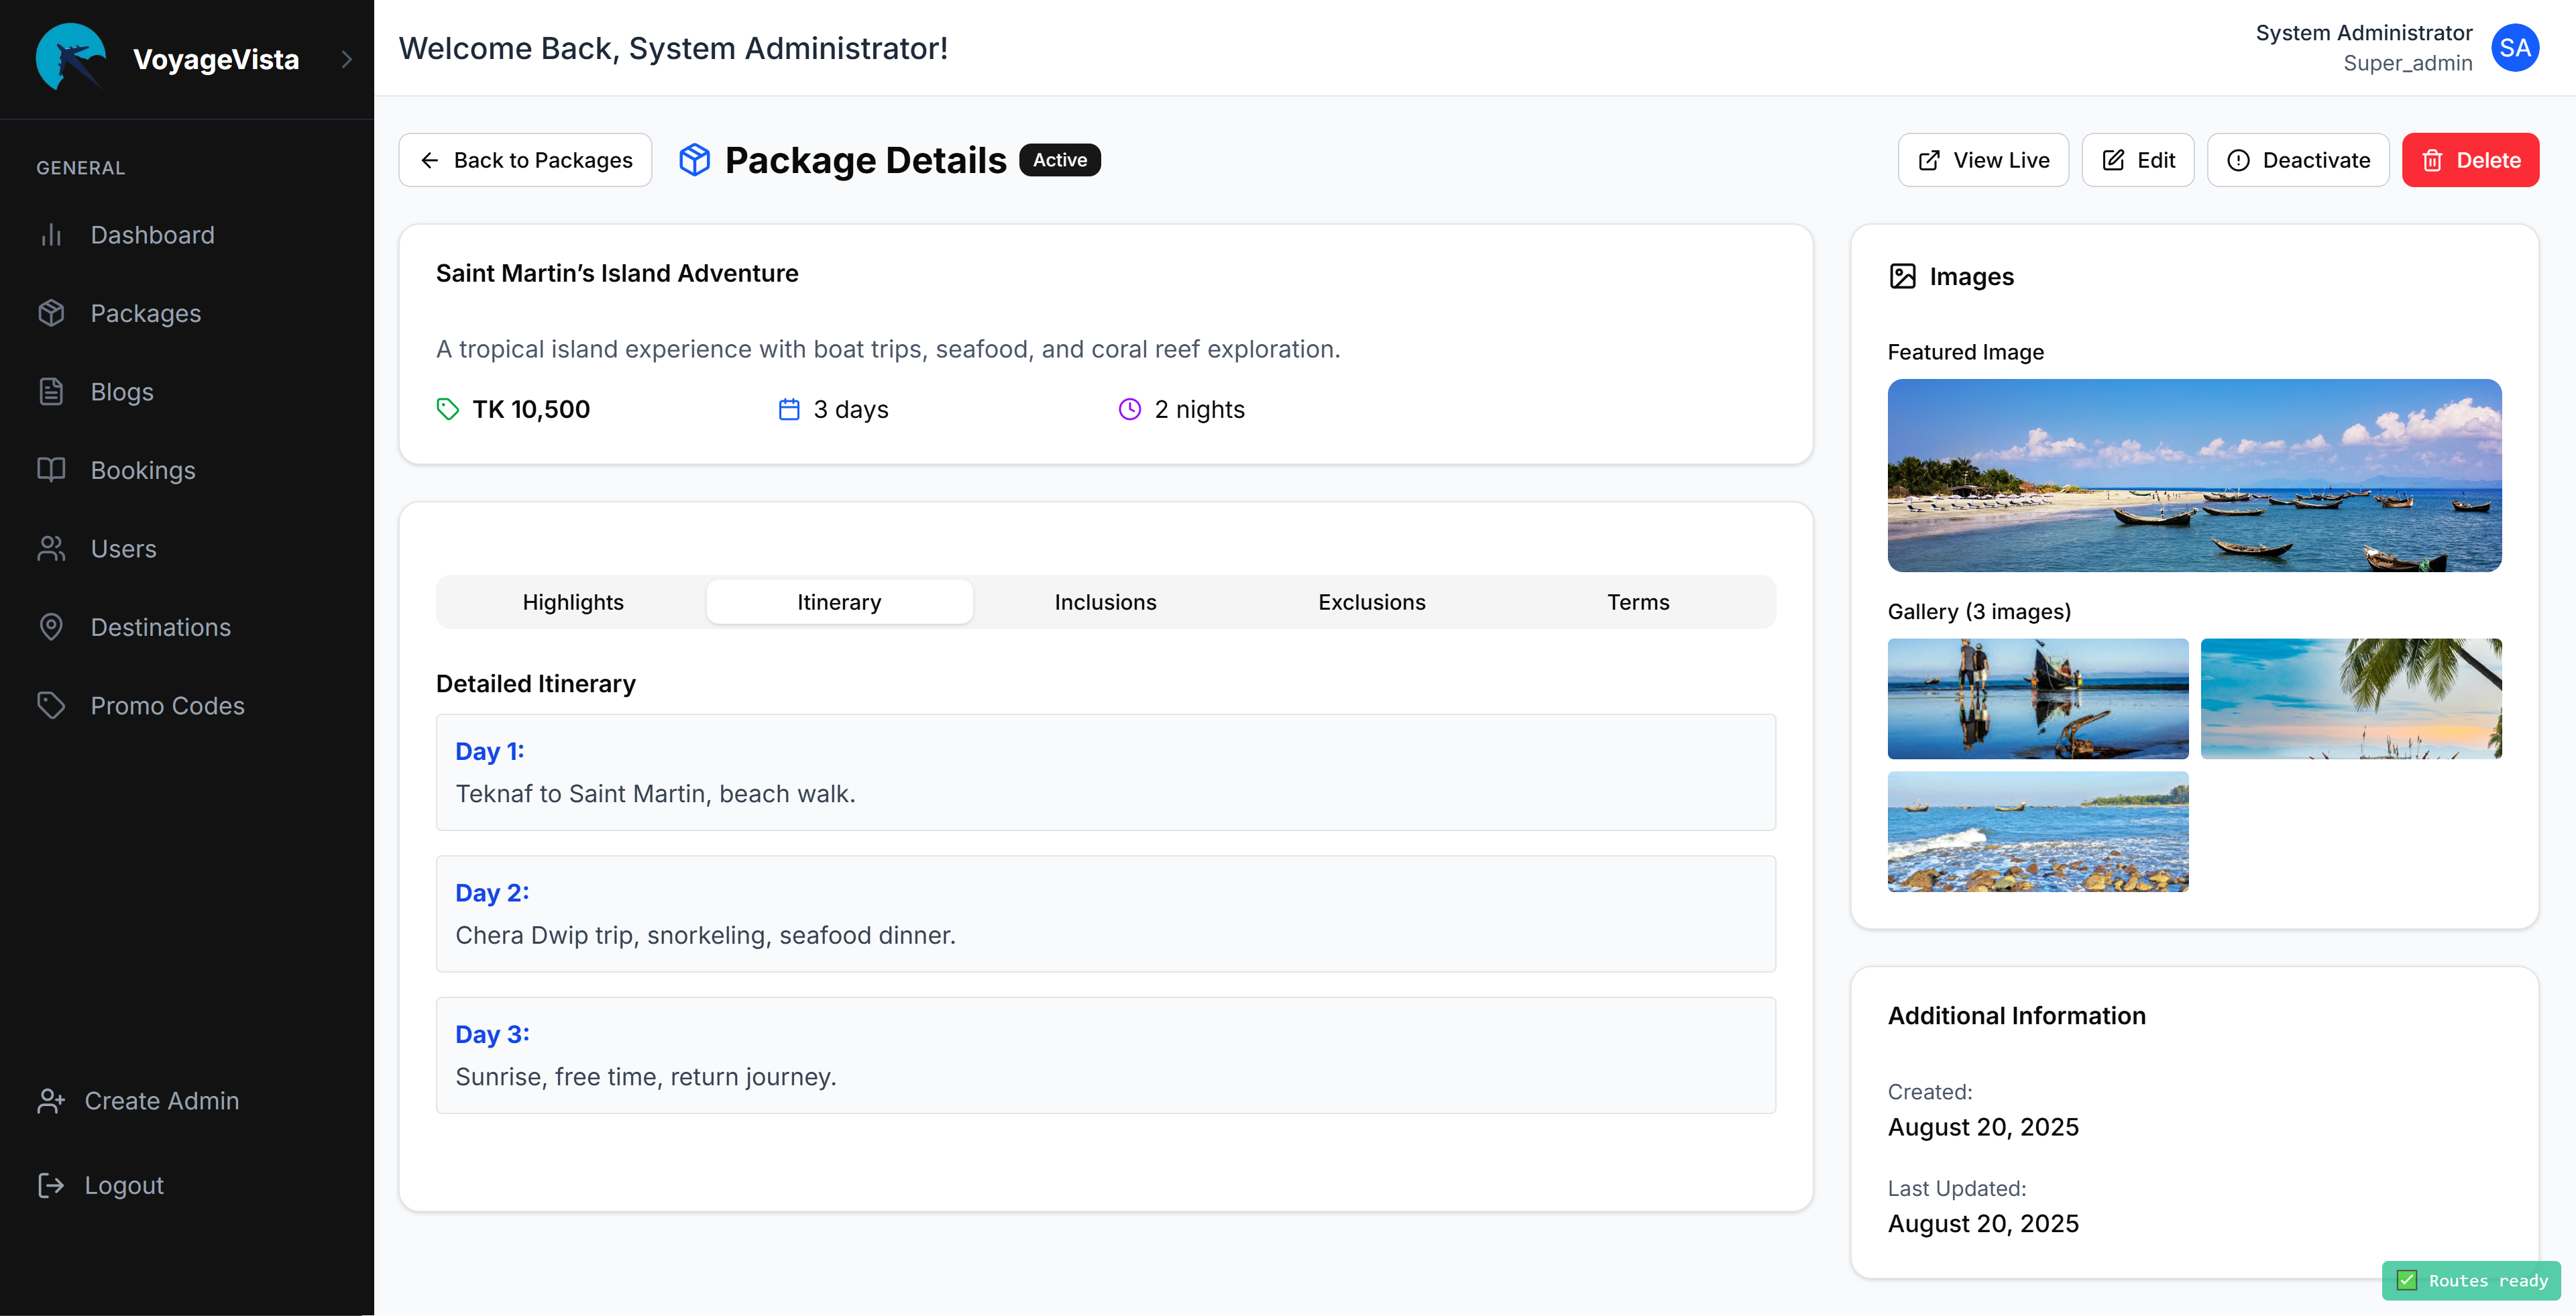 VoyageVista
GENERAL
Dashboard
Packages
Blogs
Bookings
Users
Destinations
Promo Codes
Create Admin
Logout
Welcome Back, System Administrator!
System Administrator
Super_admin
SA
Back to Packages
Package Details
Active
View Live
Edit
Deactivate
Delete
Saint Martin’s Island Adventure
A tropical island experience with boat trips, seafood, and coral reef exploration.
TK 10,500
3 days
2 nights
Highlights
Itinerary
Inclusions
Exclusions
Terms
Detailed Itinerary
Day 1:
Teknaf to Saint Martin, beach walk.
Day 2:
Chera Dwip trip, snorkeling, seafood dinner.
Day 3:
Sunrise, free time, return journey.
Images
Featured Image
Gallery (3 images)
Additional Information
Created:
August 20, 2025
Last Updated:
August 20, 2025
Routes ready